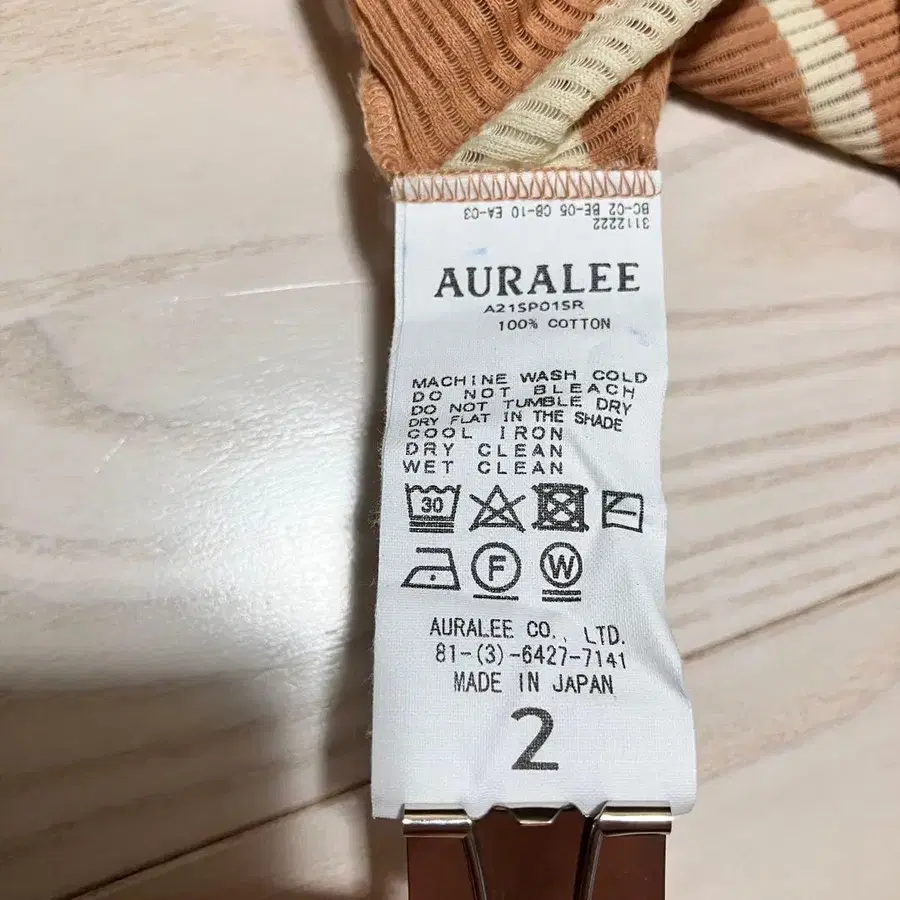 3112222
BC-02 BE-05 CB-10 EA-03
AURALEE
A21SP01SR
100% COTTON
MACHINE WASH COLD
DO NOT BLEACH
DO NOT TUMBLE DRY
DRY FLAT IN THE SHADE
COOL IRON
DRY CLEAN
WET CLEAN
30
F W
AURALEE CO., LTD.
81-(3)-6427-7141
MADE IN JAPAN
2